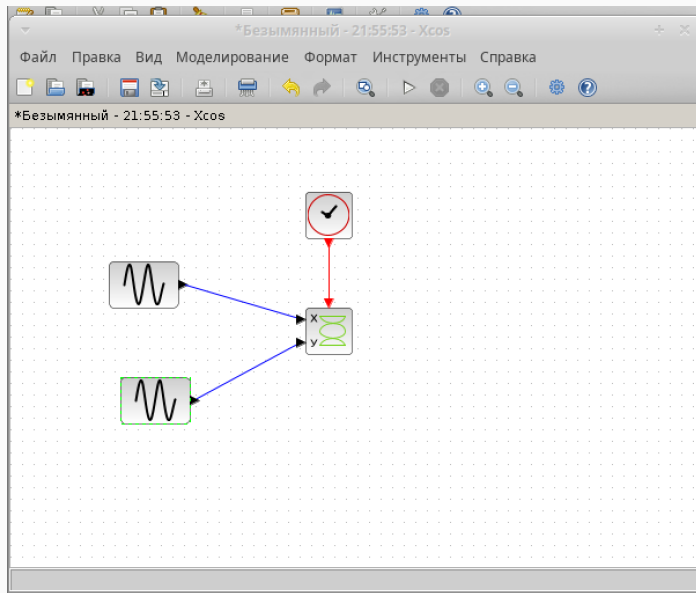 *Безымянный - 21:55:53 - Xcos
Файл Правка Вид Моделирование Формат Инструменты Справка
*Безымянный - 21:55:53 - Xcos
X
y